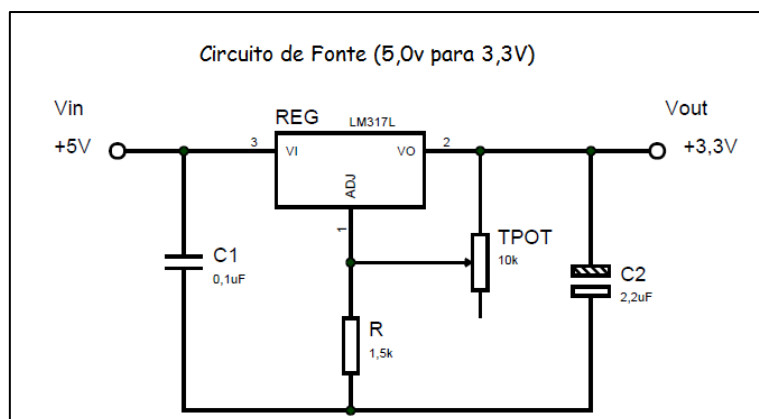 Circuito de Fonte (5,0v para 3,3V)
Vin
+5V
REG
LM317L
Vout
+3,3V
3
VI
VO
2
ADJ
1
C1
0,1uF
TPOT
10k
C2
2,2uF
R
1,5k